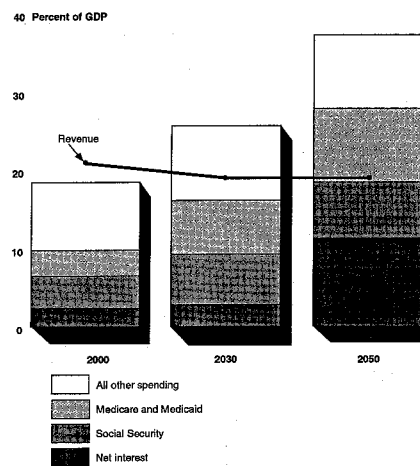 40 Percent of GDP
30
Revenue
20
10
0
2000 2030 2050
All other spending
Medicare and Medicaid
Social Security
Net interest